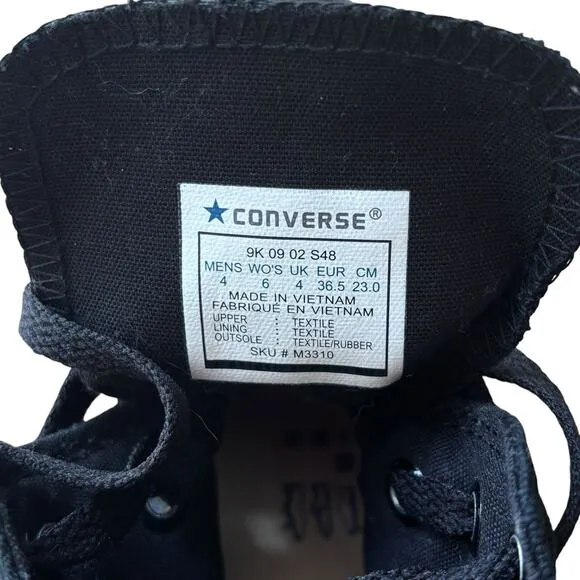 ★CONVERSE®
9K 09 02 S48
MENS WO'S UK EUR CM
4 6 4 36.5 23.0
MADE IN VIETNAM
FABRIQUÉ EN VIETNAM
UPPER : TEXTILE
LINING : TEXTILE
OUTSOLE : TEXTILE/RUBBER
SKU # M3310